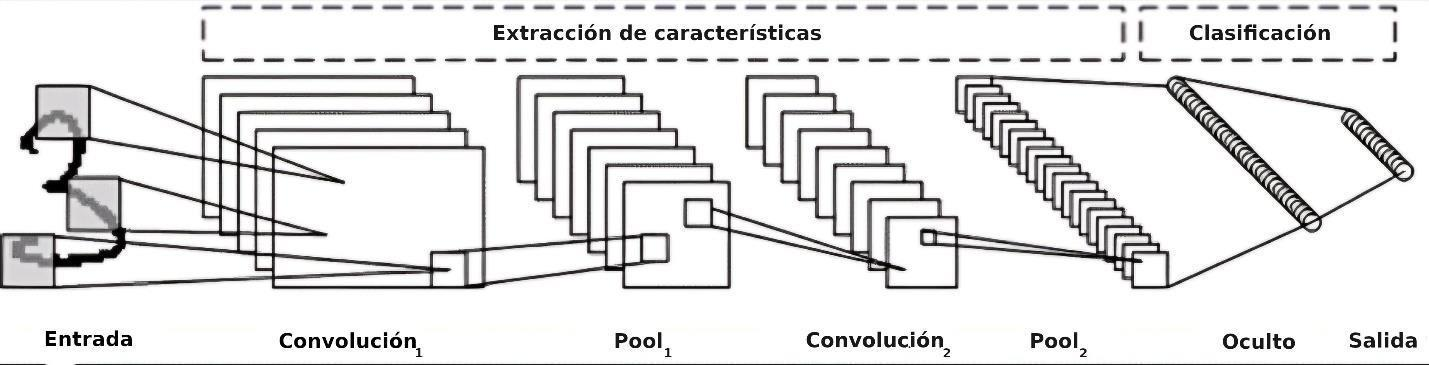 Extracción de características
Clasificación
Entrada
Convolución₁
Pool₁
Convolución₂
Pool₂
Oculto
Salida